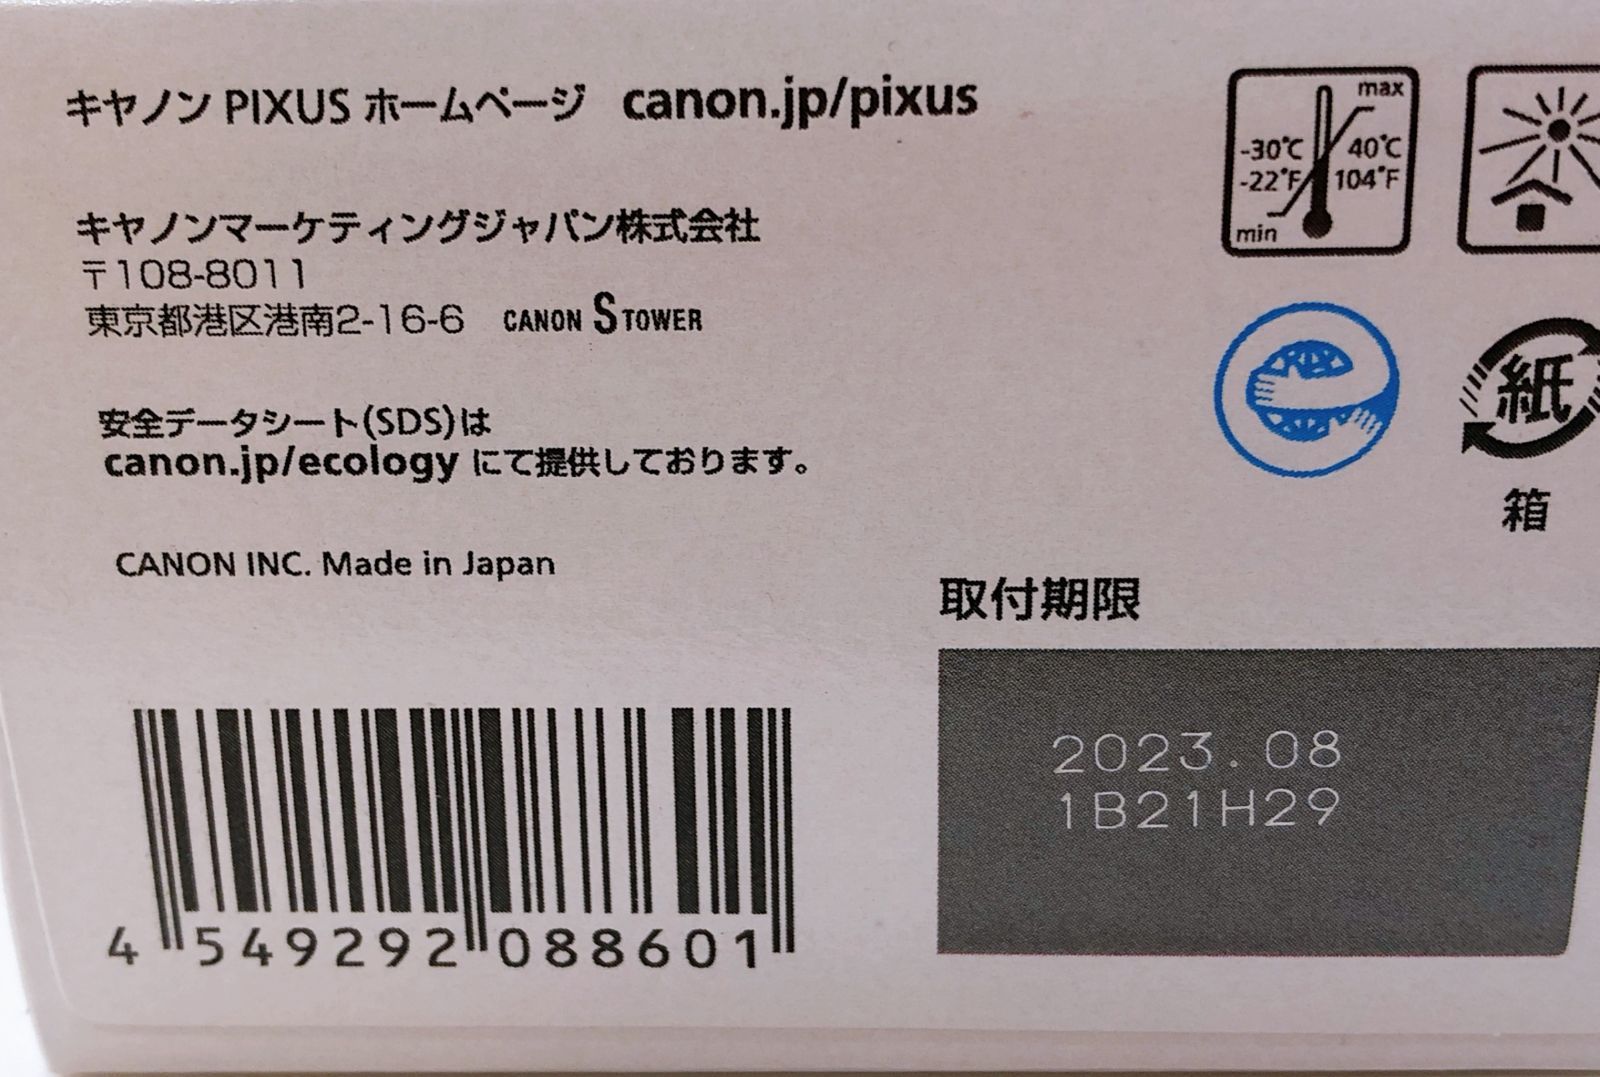 キヤノン PIXUS ホームページ canon.jp/pixus
キヤノンマーケティングジャパン株式会社
〒108-8011
東京都港区港南2-16-6 CANON S TOWER
安全データシート(SDS)は
canon.jp/ecology にて提供しております。
CANON INC. Made in Japan
max
-30℃ 40℃
-22°F 104°F
min
紙
箱
取付期限
2023.08
1B21H29
4 549292 088601